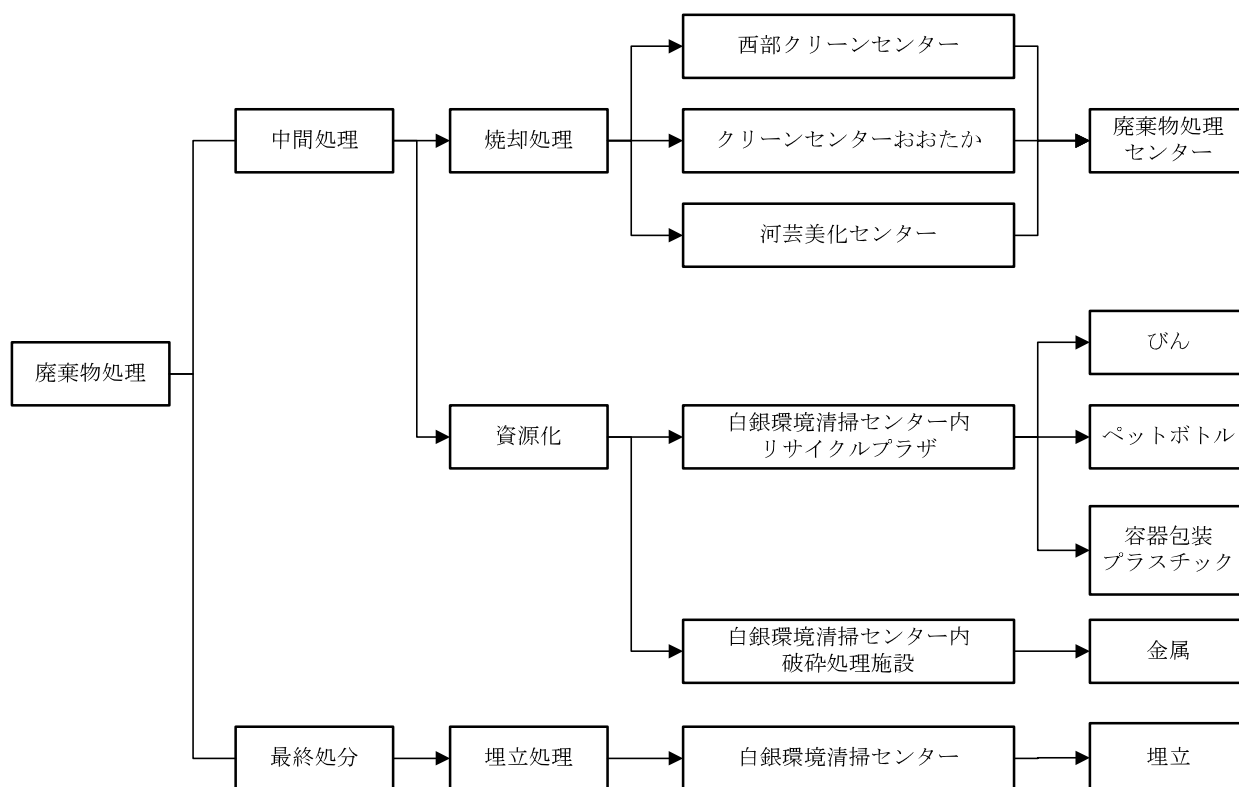 西部クリーンセンター
中間処理
焼却処理
クリーンセンターおおたか
廃棄物処理
センター
河芸美化センター
びん
廃棄物処理
資源化
白銀環境清掃センター内
リサイクルプラザ
ペットボトル
容器包装
プラスチック
白銀環境清掃センター内
破砕処理施設
金属
最終処分
埋立処理
白銀環境清掃センター
埋立